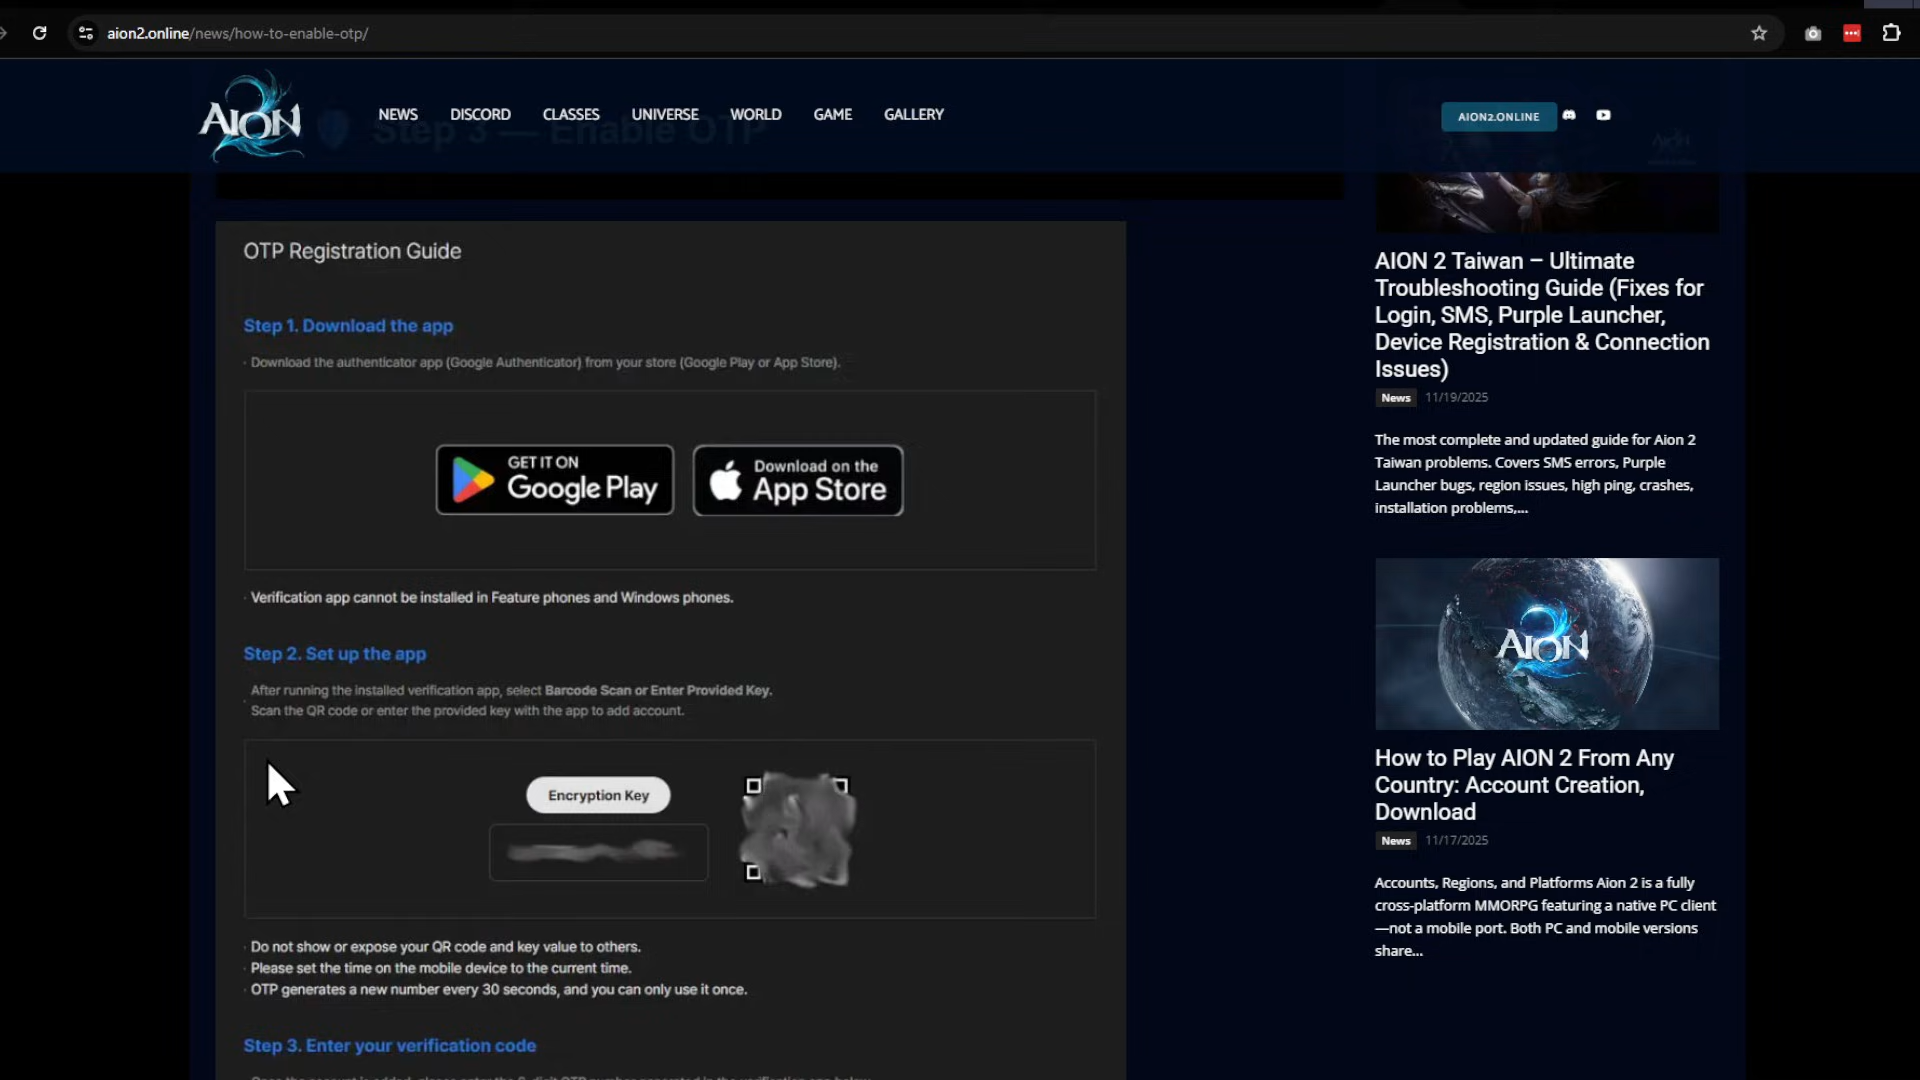 aion2.online/news/how-to-enable-otp/
AION
NEWS
DISCORD
CLASSES
UNIVERSE
WORLD
GAME
GALLERY
AION2.ONLINE
Step 3 — Enable OTP
OTP Registration Guide
Step 1. Download the app
· Download the authenticator app (Google Authenticator) from your store (Google Play or App Store).
GET IT ON
Google Play
Download on the
App Store
· Verification app cannot be installed in Feature phones and Windows phones.
Step 2. Set up the app
After running the installed verification app, select Barcode Scan or Enter Provided Key.
· Scan the QR code or enter the provided key with the app to add account.
Encryption Key
· Do not show or expose your QR code and key value to others.
· Please set the time on the mobile device to the current time.
· OTP generates a new number every 30 seconds, and you can only use it once.
Step 3. Enter your verification code
AION 2 Taiwan – Ultimate
Troubleshooting Guide (Fixes for
Login, SMS, Purple Launcher,
Device Registration & Connection
Issues)
News 11/19/2025
The most complete and updated guide for Aion 2
Taiwan problems. Covers SMS errors, Purple
Launcher bugs, region issues, high ping, crashes,
installation problems,...
AION
How to Play AION 2 From Any
Country: Account Creation,
Download
News 11/17/2025
Accounts, Regions, and Platforms Aion 2 is a fully
cross-platform MMORPG featuring a native PC client
—not a mobile port. Both PC and mobile versions
share...